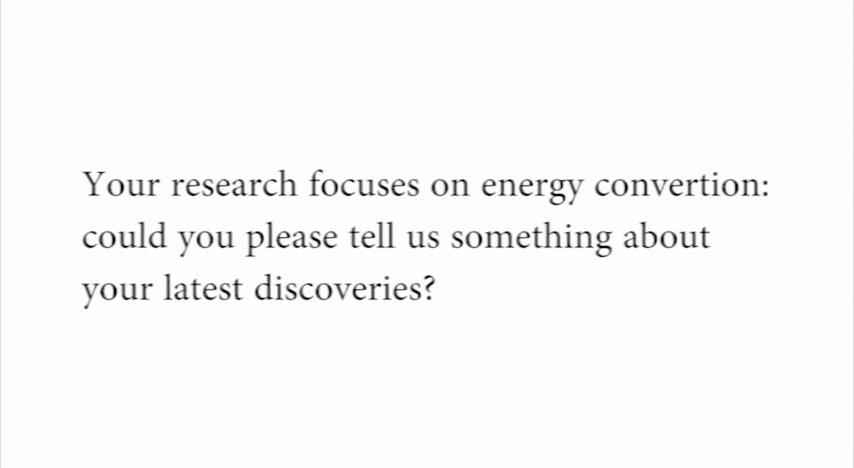 Your research focuses on energy convertion:
could you please tell us something about
your latest discoveries?